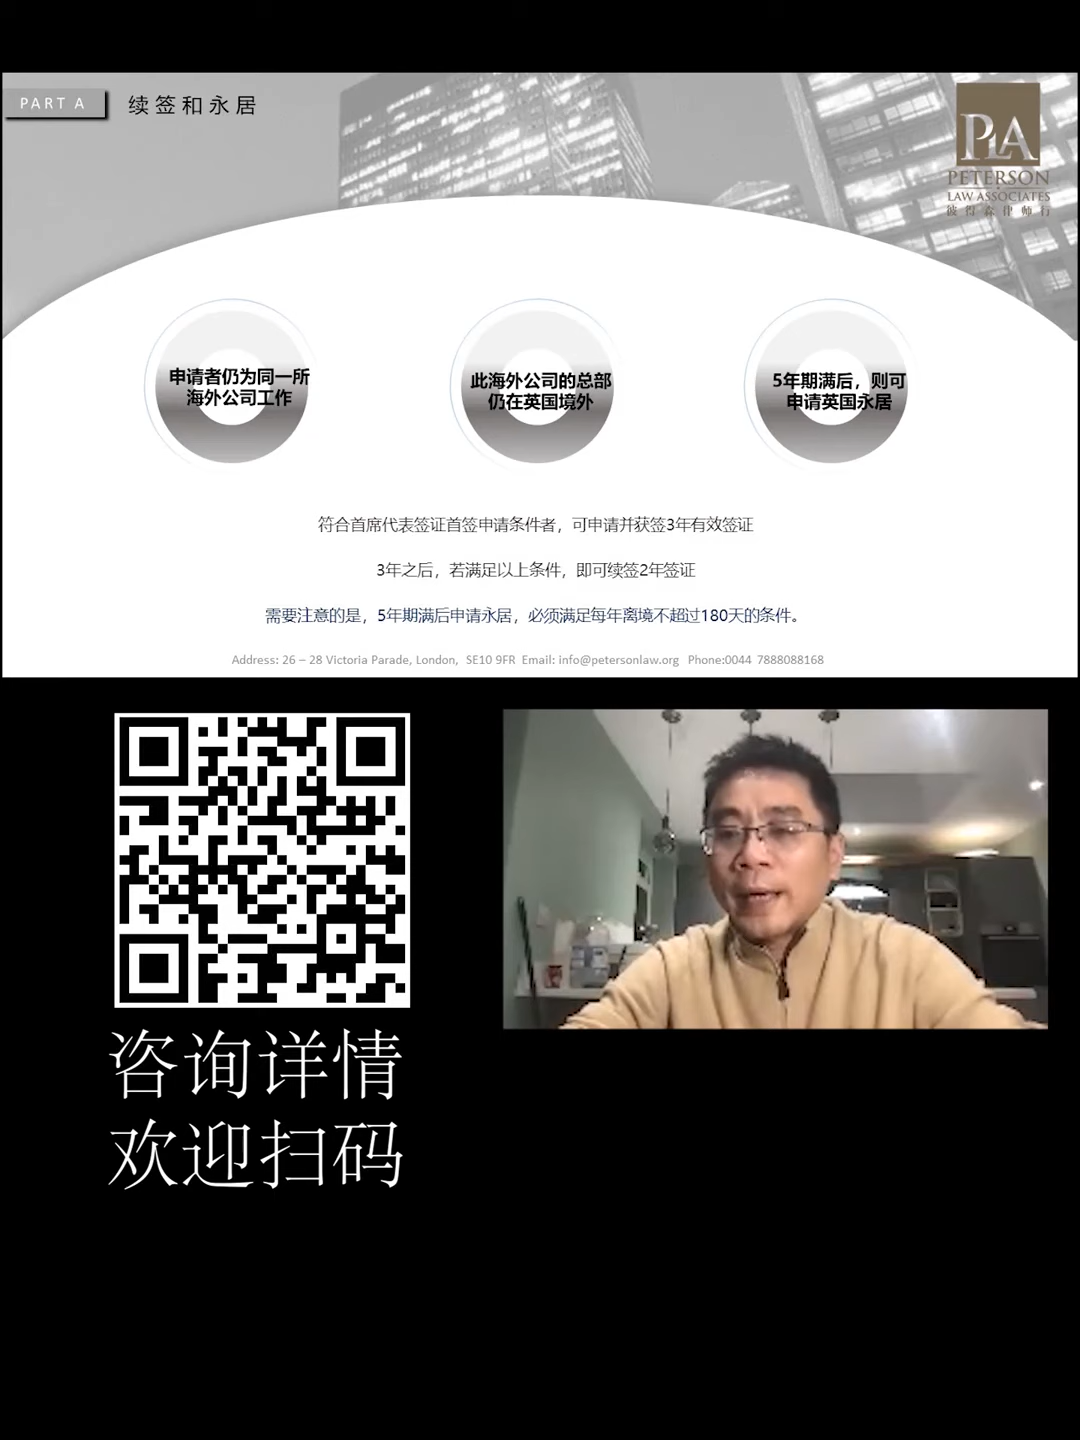 PART A
续签和永居
PLA
PETERSON
LAW ASSOCIATES
彼得森律师行
申请者仍为同一所
海外公司工作
此海外公司的总部
仍在英国境外
5年期满后，则可
申请英国永居
符合首席代表签证首签申请条件者，可申请并获签3年有效签证
3年之后，若满足以上条件，即可续签2年签证
需要注意的是，5年期满后申请永居，必须满足每年离境不超过180天的条件。
Address: 26 – 28 Victoria Parade, London, SE10 9FR Email: info@petersonlaw.org Phone:0044 7888088168
咨询详情
欢迎扫码